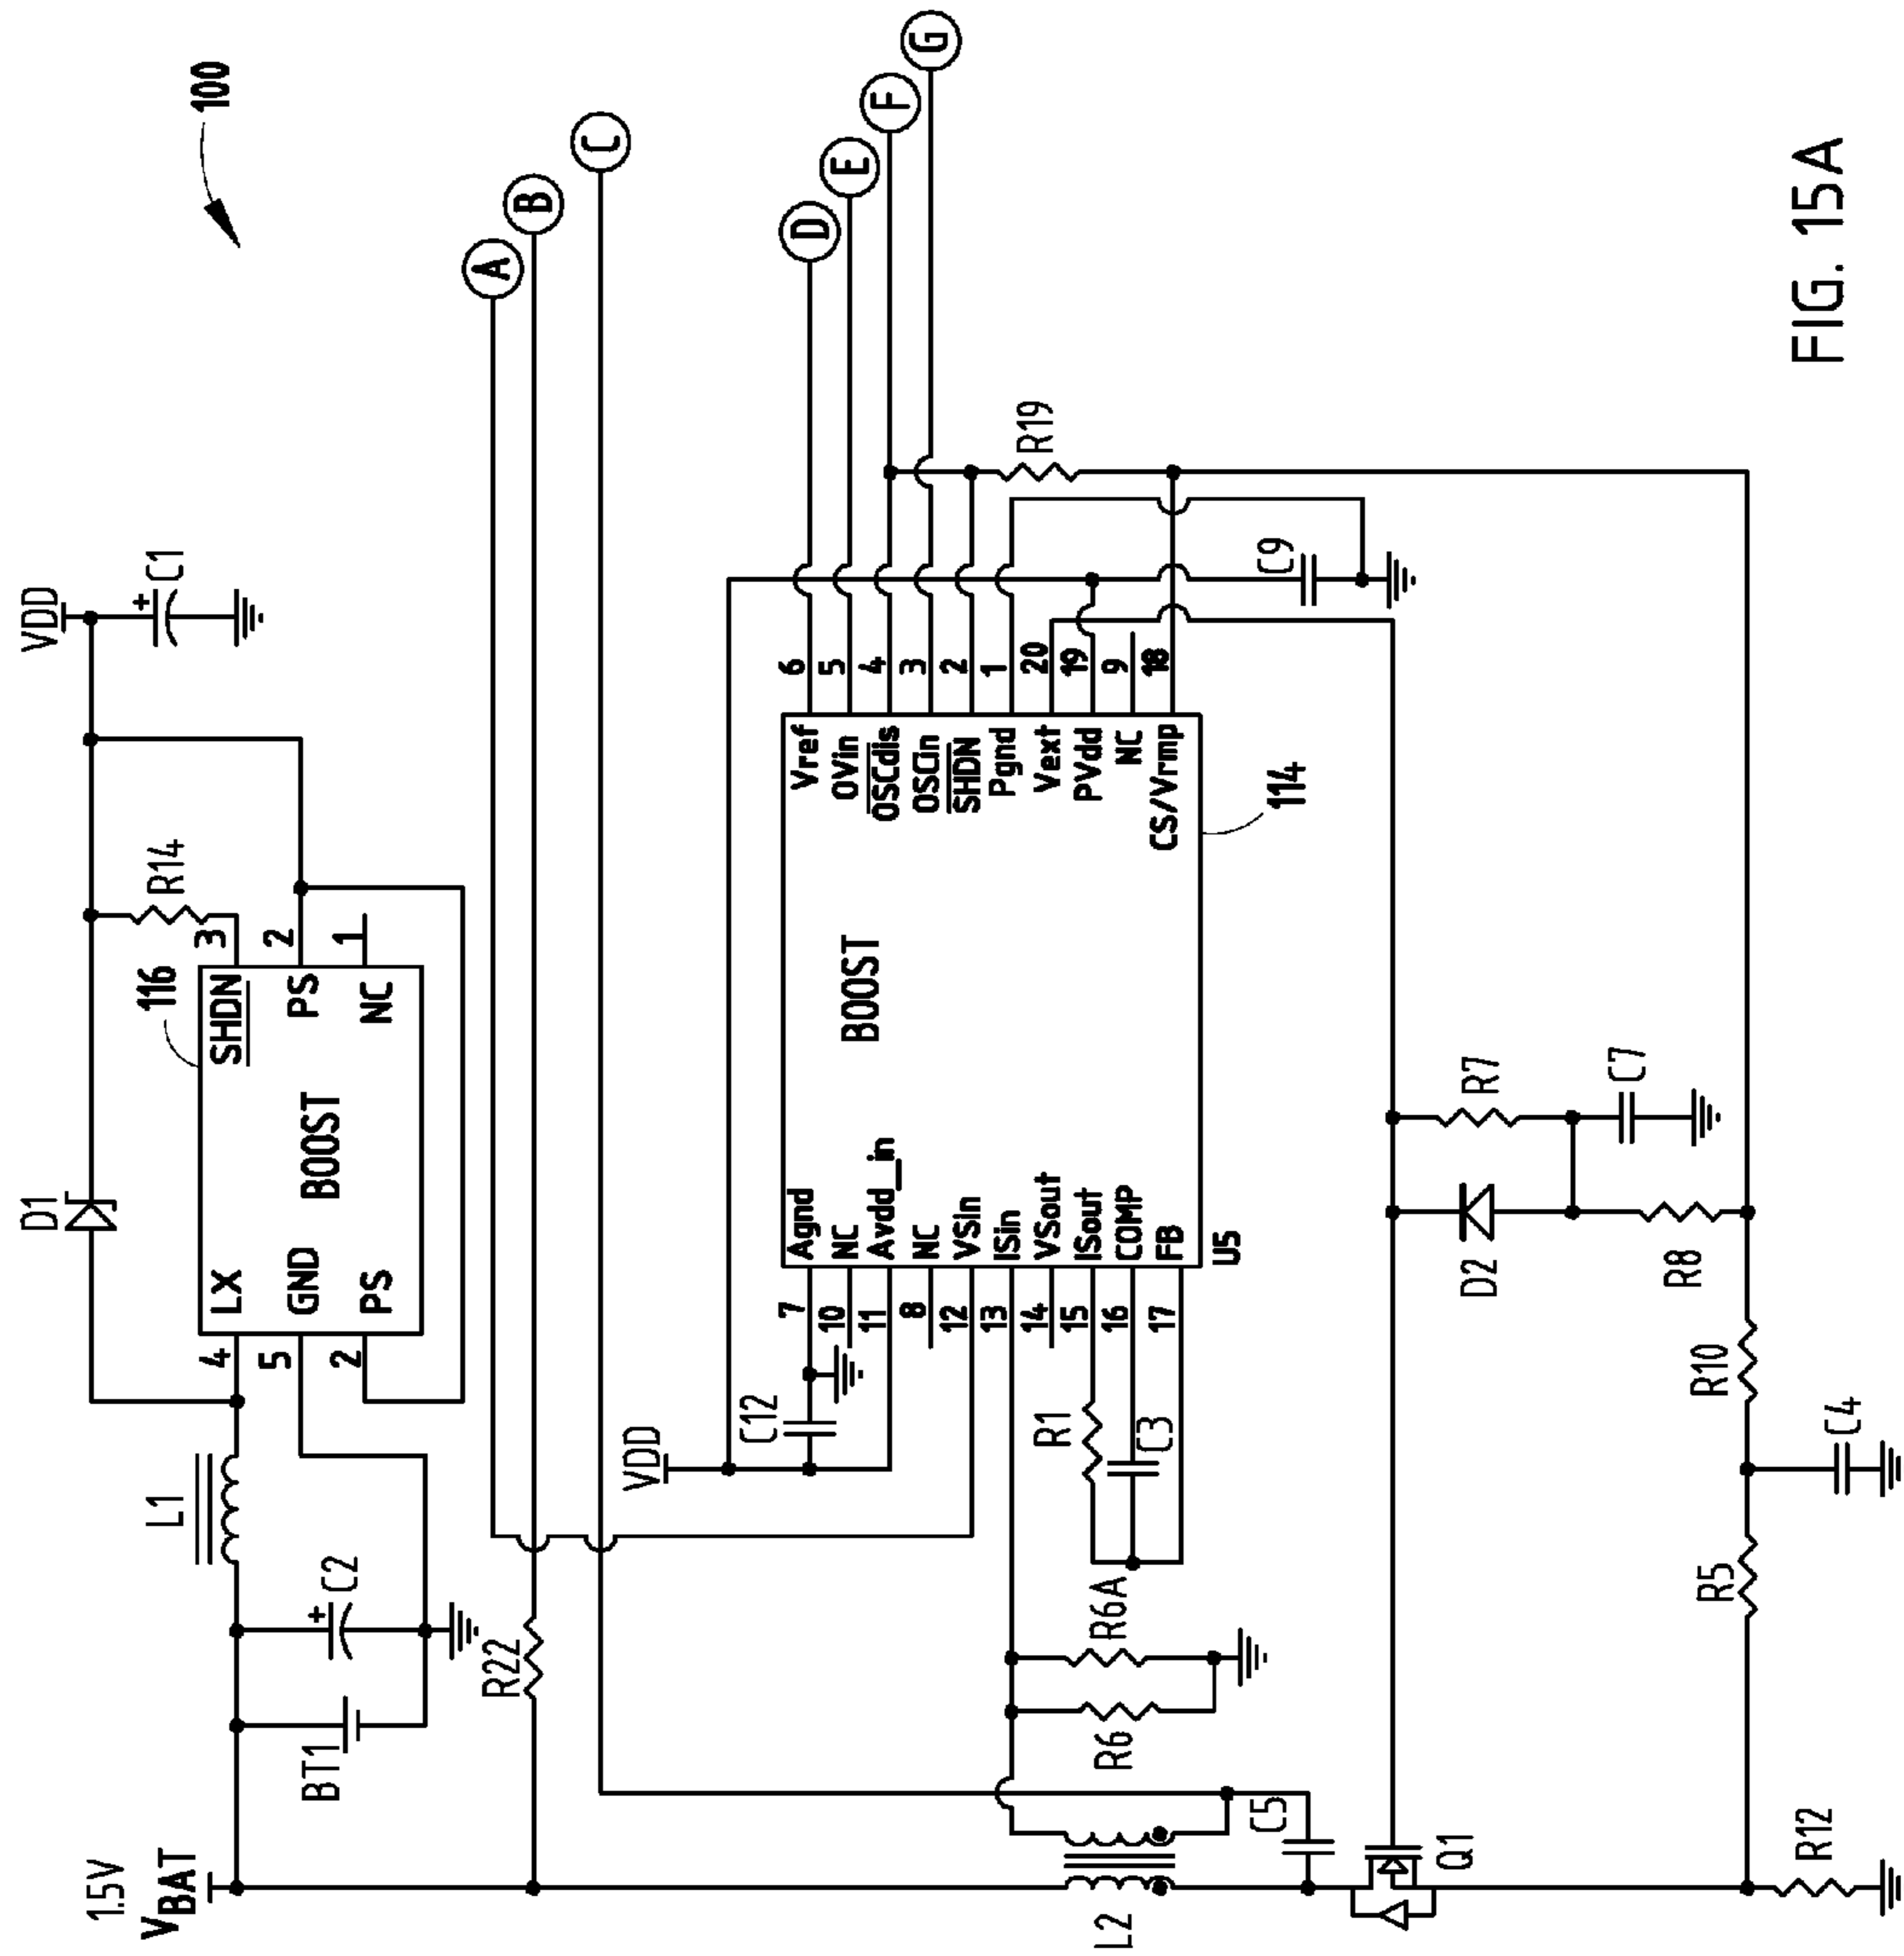 100
A
B
C
D
E
F
G
1.5V
VBAT
BT1
C2
L1
D1
VDD
C1
R14
116
LX
GND
PS
BOOST
SHDN
PS
NC
4
5
2
3
2
1
R22
VDD
C12
Agnd
NC
Avdd_in
NC
VSin
ISin
VSout
ISout
COMP
FB
7
10
11
8
12
13
14
15
16
17
BOOST
U5
Vref
OVin
OSCdis
OSCin
SHDN
Pgnd
Vext
PVdd
NC
CS/Vrmp
6
5
4
3
2
1
20
19
9
18
114
R19
C9
R1
C3
R6A
R6
L2
C5
Q1
D2
R7
C7
R8
R10
C4
R5
R12
FIG. 15A